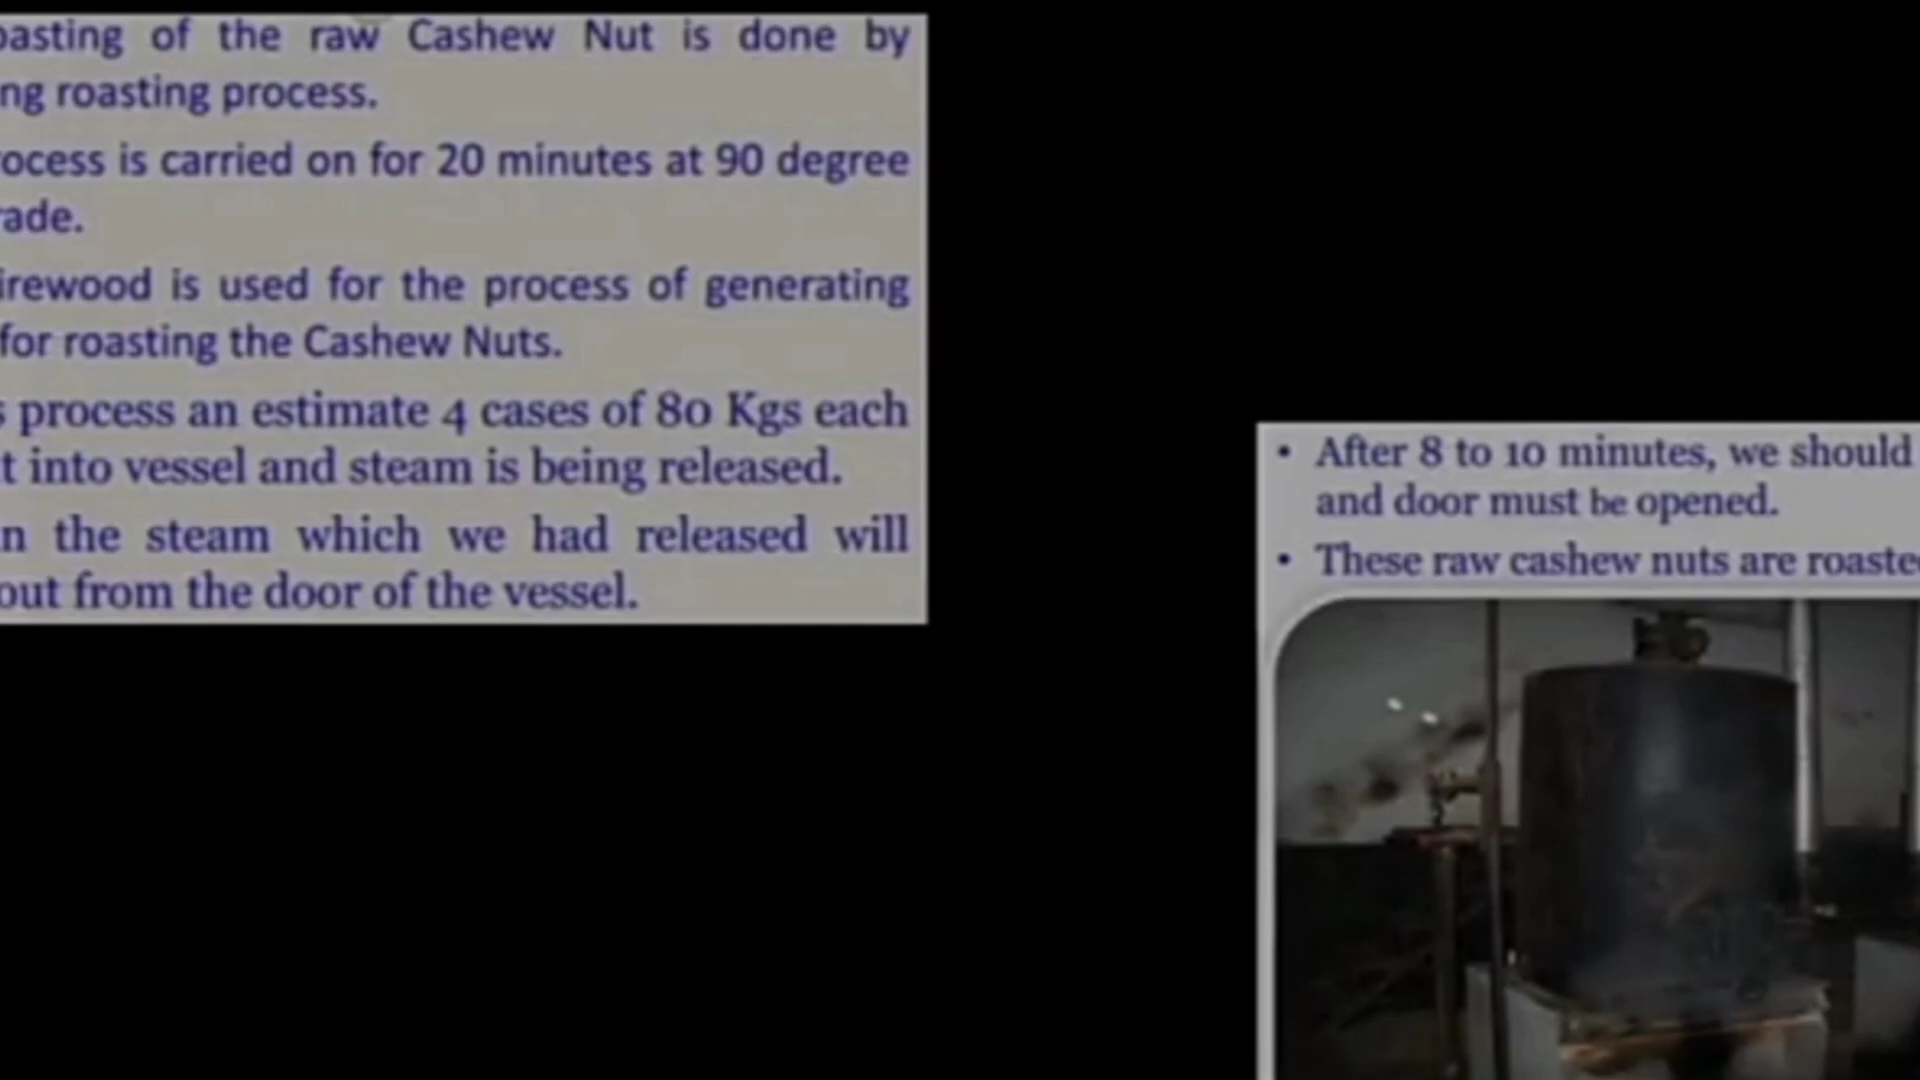 oasting of the raw Cashew Nut is done by
ng roasting process.
rocess is carried on for 20 minutes at 90 degree
rade.
irewood is used for the process of generating
for roasting the Cashew Nuts.
s process an estimate 4 cases of 80 Kgs each
t into vessel and steam is being released.
n the steam which we had released will
out from the door of the vessel.
• After 8 to 10 minutes, we should
and door must be opened.
• These raw cashew nuts are roaste